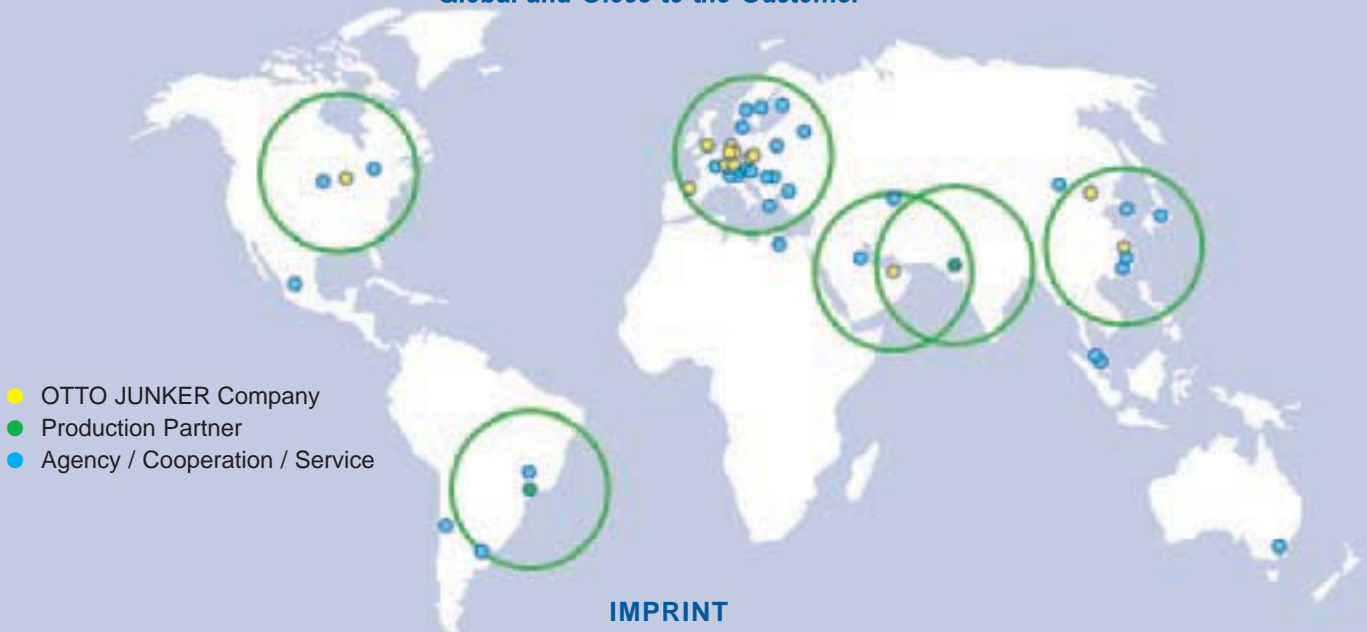 Global and Close to the Customer
OTTO JUNKER Company
Production Partner
Agency / Cooperation / Service
IMPRINT